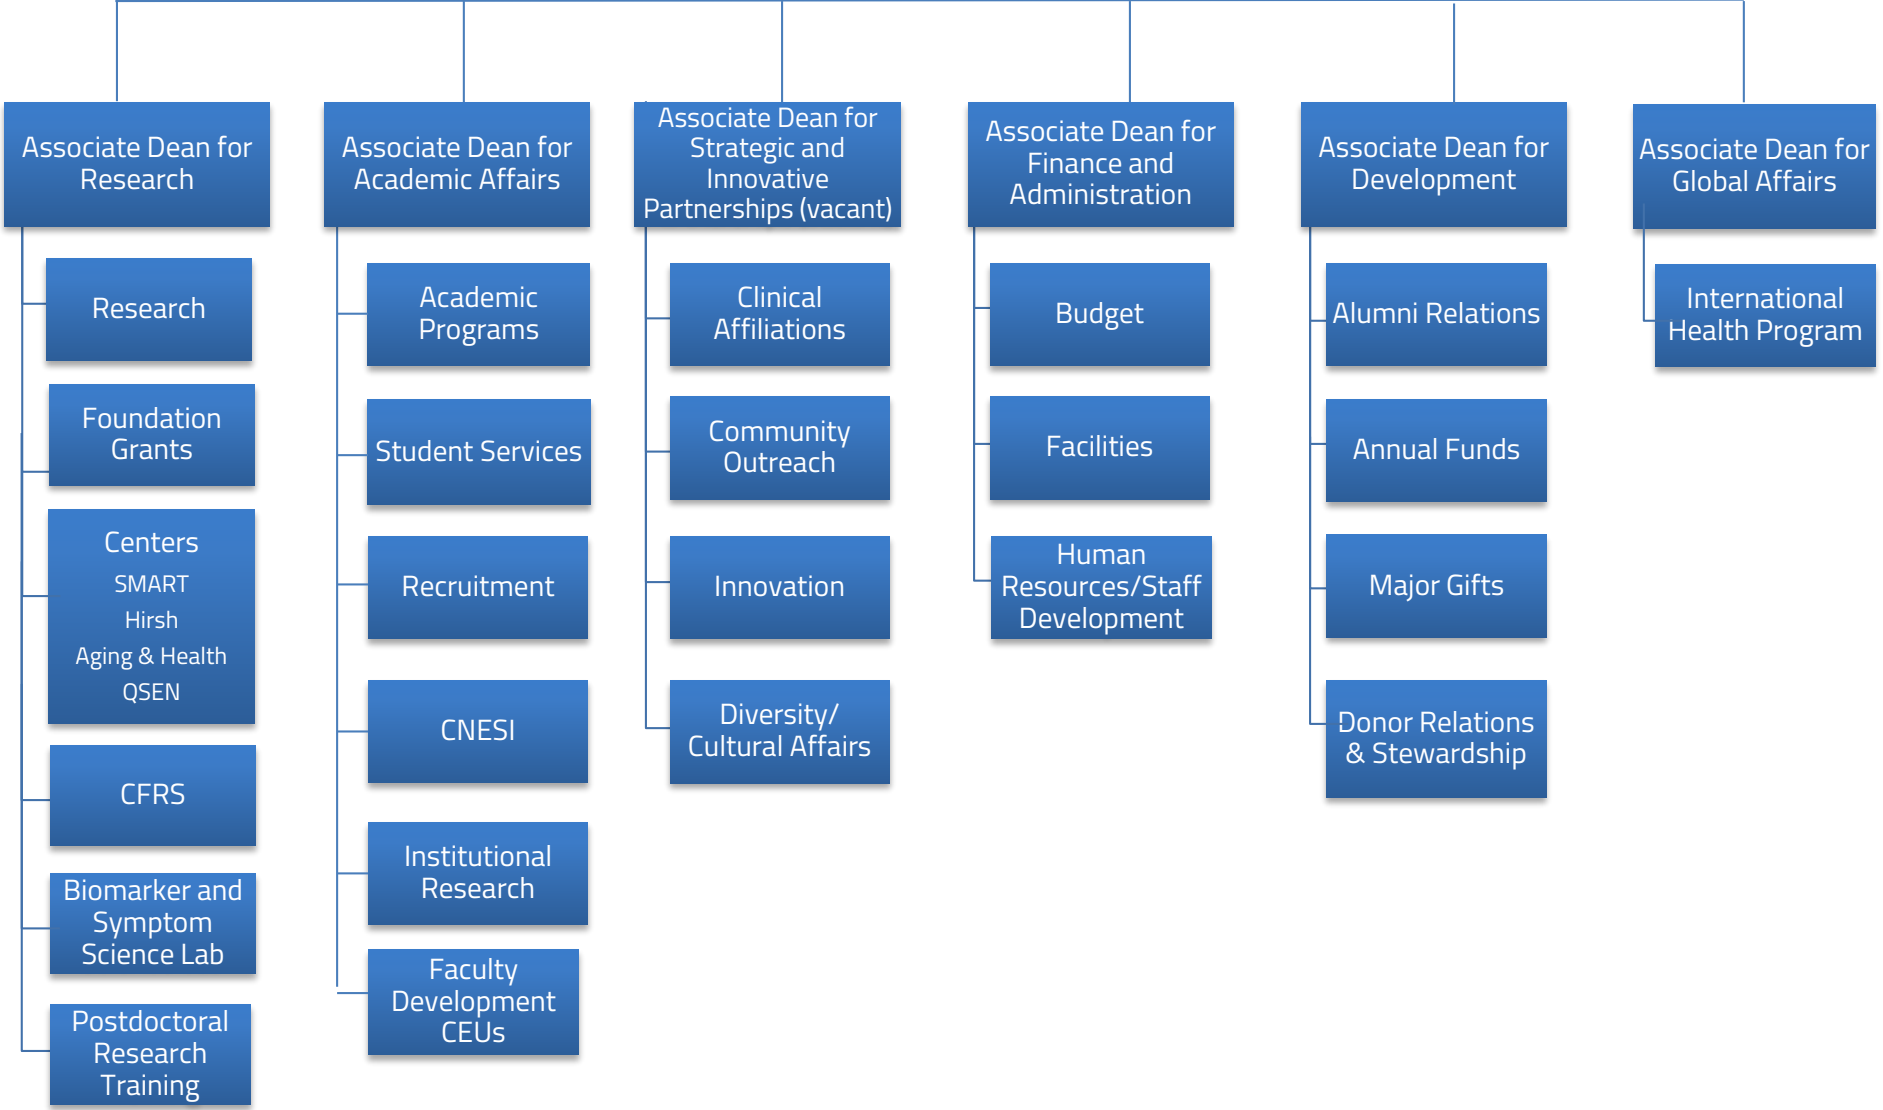 Associate Dean for
Research
Associate Dean for
Academic Affairs
Associate Dean for
Strategic and
Innovative
Partnerships (vacant)
Associate Dean for
Finance and
Administration
Associate Dean for
Development
Associate Dean for
Global Affairs
Research
Foundation
Grants
Centers
SMART
Hirsh
Aging & Health
QSEN
CFRS
Biomarker and
Symptom
Science Lab
Postdoctoral
Research
Training
Academic
Programs
Student Services
Recruitment
CNESI
Institutional
Research
Faculty
Development
CEUs
Clinical
Affiliations
Community
Outreach
Innovation
Diversity/
Cultural Affairs
Budget
Facilities
Human
Resources/Staff
Development
Alumni Relations
Annual Funds
Major Gifts
Donor Relations
& Stewardship
International
Health Program